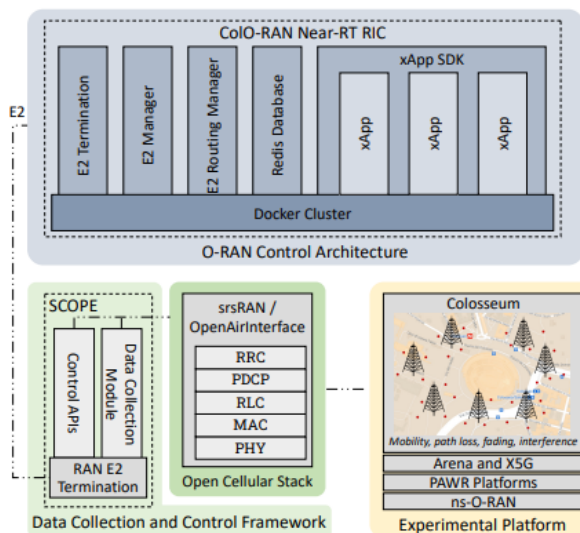 ColO-RAN Near-RT RIC
xApp SDK
E2
E2 Termination
E2 Manager
E2 Routing Manager
Redis Database
xApp
xApp
xApp
Docker Cluster
O-RAN Control Architecture
SCOPE
Control APIs
Data Collection
Module
RAN E2
Termination
Data Collection and Control Framework
srsRAN /
OpenAirInterface
RRC
PDCP
RLC
MAC
PHY
Open Cellular Stack
Colosseum
Mobility, path loss, fading, interference
Arena and X5G
PAWR Platforms
ns-O-RAN
Experimental Platform